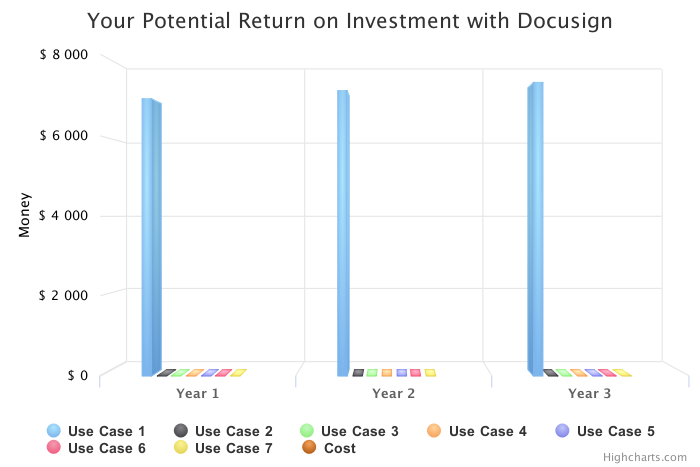 Your Potential Return on Investment with Docusign
$ 8 000
$ 6 000
$ 4 000
$ 2 000
$ 0
Money
Year 1 Year 2 Year 3
Use Case 1 Use Case 2 Use Case 3 Use Case 4 Use Case 5
Use Case 6 Use Case 7 Cost
Highcharts.com